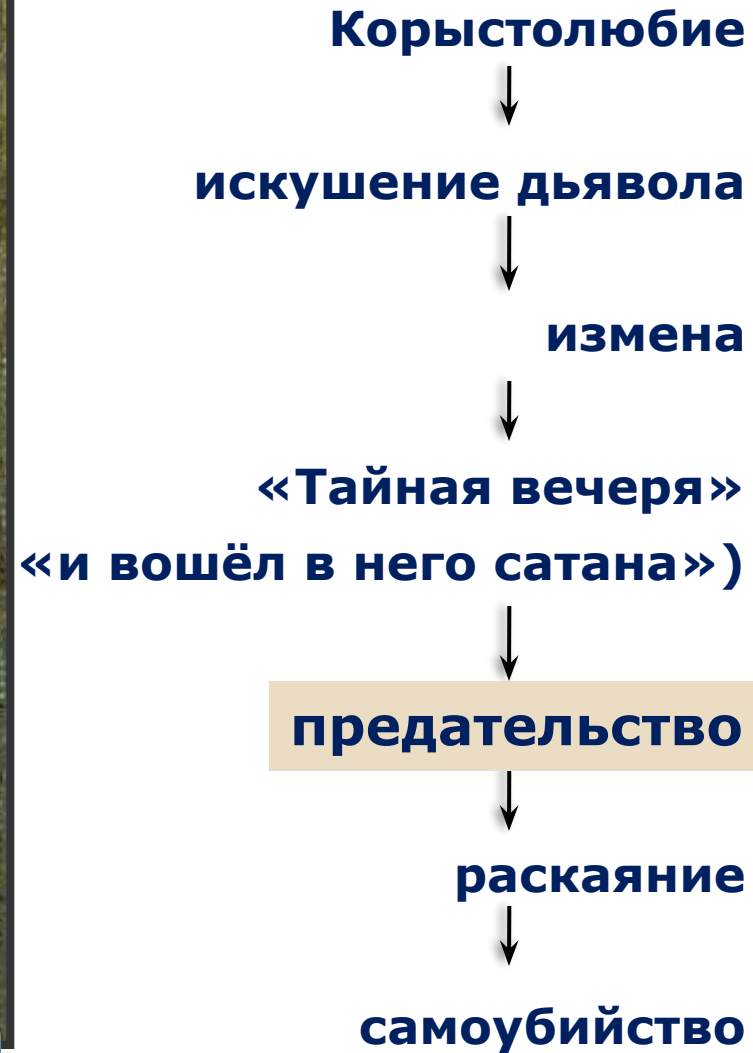 Корыстолюбие
искушение дьявола
измена
«Тайная вечеря»
«и вошёл в него сатана»)
предательство
раскаяние
самоубийство